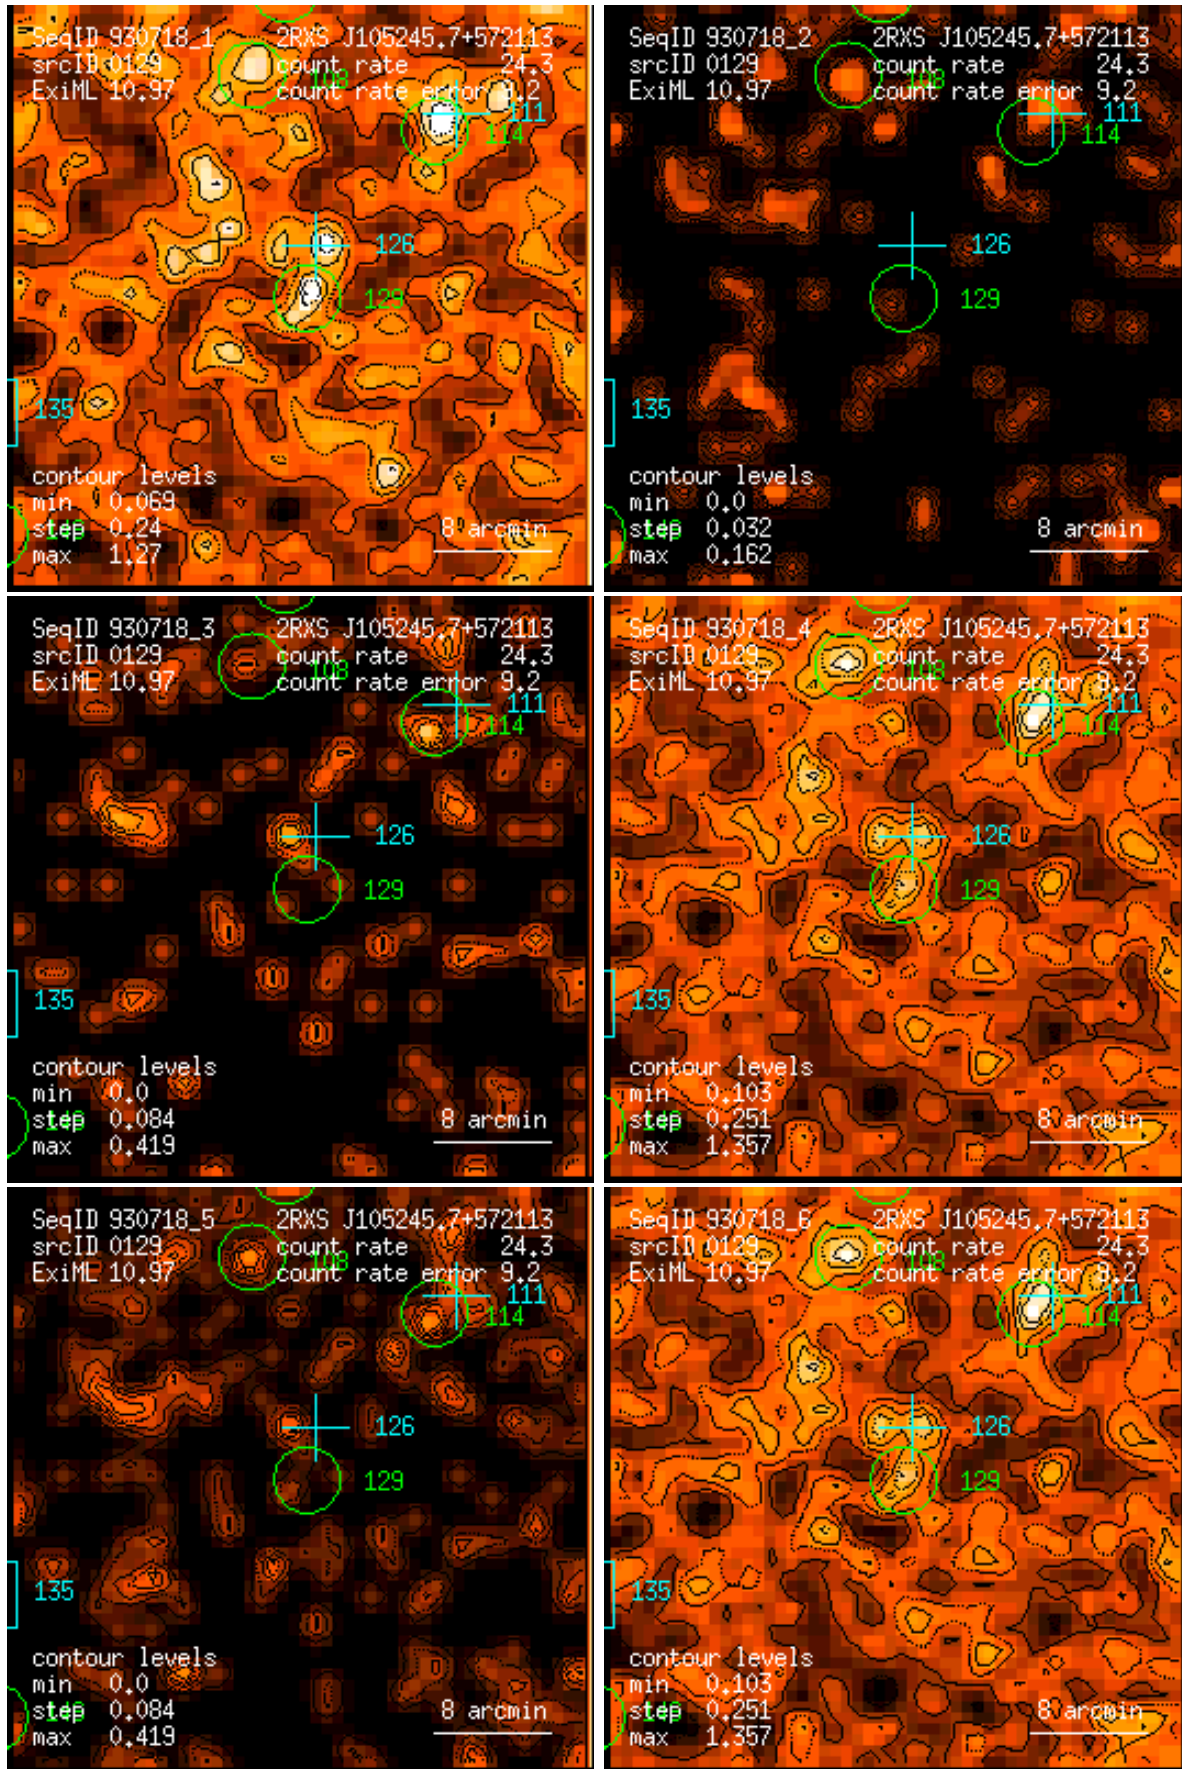 SeqID 930718_1 2RXS J105245.7+572113
srcID 0129 count rate 24.3
108
ExiML 10.97 count rate error 9.2
111
114
126
129
135
contour levels
min 0.069
step 0.24
max 1.27
8 arcmin
SeqID 930718_2 2RXS J105245.7+572113
srcID 0129 count rate 24.3
108
ExiML 10.97 count rate error 9.2
111
114
126
129
135
contour levels
min 0.0
step 0.032
max 0.162
8 arcmin
SeqID 930718_3 2RXS J105245.7+572113
srcID 0129 count rate 24.3
108
ExiML 10.97 count rate error 9.2
111
114
126
129
135
contour levels
min 0.0
step 0.084
max 0.419
8 arcmin
SeqID 930718_4 2RXS J105245.7+572113
srcID 0129 count rate 24.3
108
ExiML 10.97 count rate error 9.2
111
114
126
129
135
contour levels
min 0.103
step 0.251
max 1.357
8 arcmin
SeqID 930718_5 2RXS J105245.7+572113
srcID 0129 count rate 24.3
108
ExiML 10.97 count rate error 9.2
111
114
126
129
135
contour levels
min 0.0
step 0.084
max 0.419
8 arcmin
SeqID 930718_6 2RXS J105245.7+572113
srcID 0129 count rate 24.3
108
ExiML 10.97 count rate error 9.2
111
114
126
129
135
contour levels
min 0.103
step 0.251
max 1.357
8 arcmin